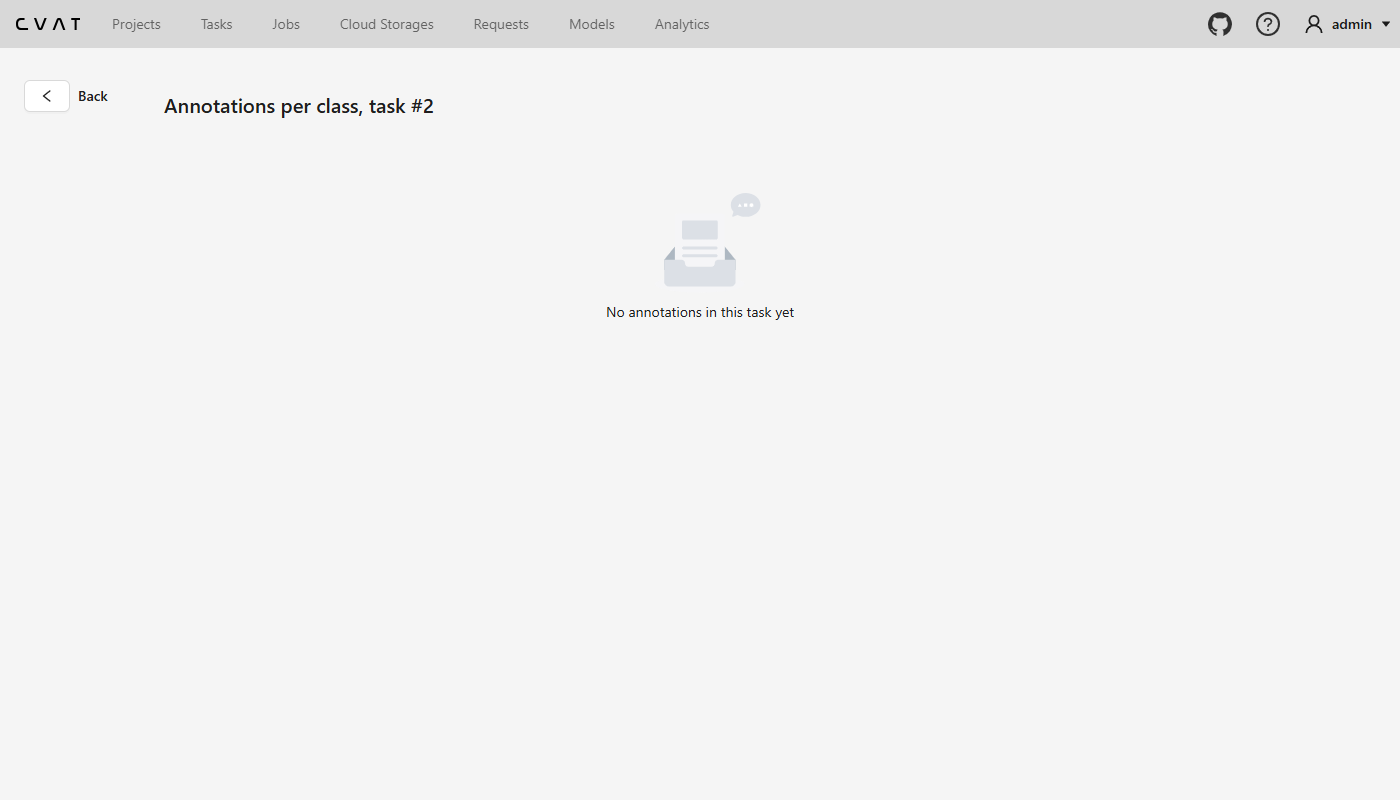 CVAT Projects Tasks Jobs Cloud Storages Requests Models Analytics admin
Back
Annotations per class, task #2
No annotations in this task yet